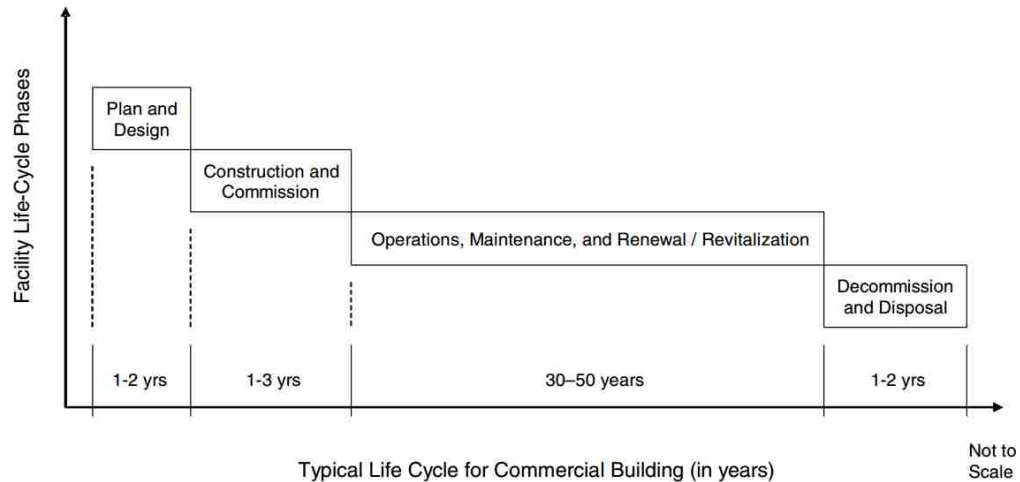 Facility Life-Cycle Phases
Plan and
Design
Construction and
Commission
Operations, Maintenance, and Renewal / Revitalization
Decommission
and Disposal
1-2 yrs
1-3 yrs
30–50 years
1-2 yrs
Typical Life Cycle for Commercial Building (in years)
Not to
Scale